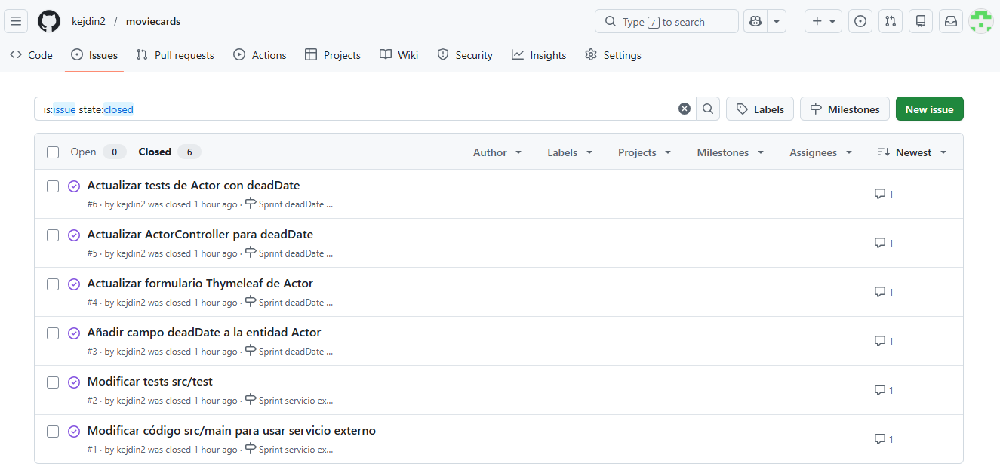 kejdin2 / moviecards
Type / to search
Code Issues Pull requests Actions Projects Wiki Security Insights Settings
is:issue state:closed
Labels Milestones New issue
Open 0 Closed 6 Author Labels Projects Milestones Assignees Newest
Actualizar tests de Actor con deadDate
#6 · by kejdin2 was closed 1 hour ago · Sprint deadDate ...
1
Actualizar ActorController para deadDate
#5 · by kejdin2 was closed 1 hour ago · Sprint deadDate ...
1
Actualizar formulario Thymeleaf de Actor
#4 · by kejdin2 was closed 1 hour ago · Sprint deadDate ...
1
Añadir campo deadDate a la entidad Actor
#3 · by kejdin2 was closed 1 hour ago · Sprint deadDate ...
1
Modificar tests src/test
#2 · by kejdin2 was closed 1 hour ago · Sprint servicio ex...
1
Modificar código src/main para usar servicio externo
#1 · by kejdin2 was closed 1 hour ago · Sprint servicio ex...
1